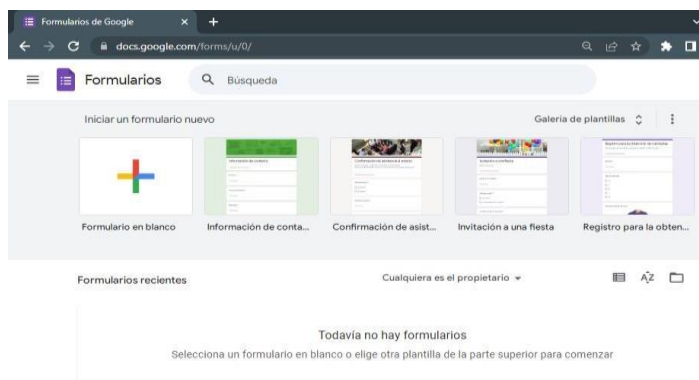 Formularios de Google
docs.google.com/forms/u/0/
Formularios
Búsqueda
Iniciar un formulario nuevo
Galería de plantillas
Formulario en blanco
Información de conta...
Confirmación de asist...
Invitación a una fiesta
Registro para la obten...
Formularios recientes
Cualquiera es el propietario
AZ
Todavía no hay formularios
Selecciona un formulario en blanco o elige otra plantilla de la parte superior para comenzar